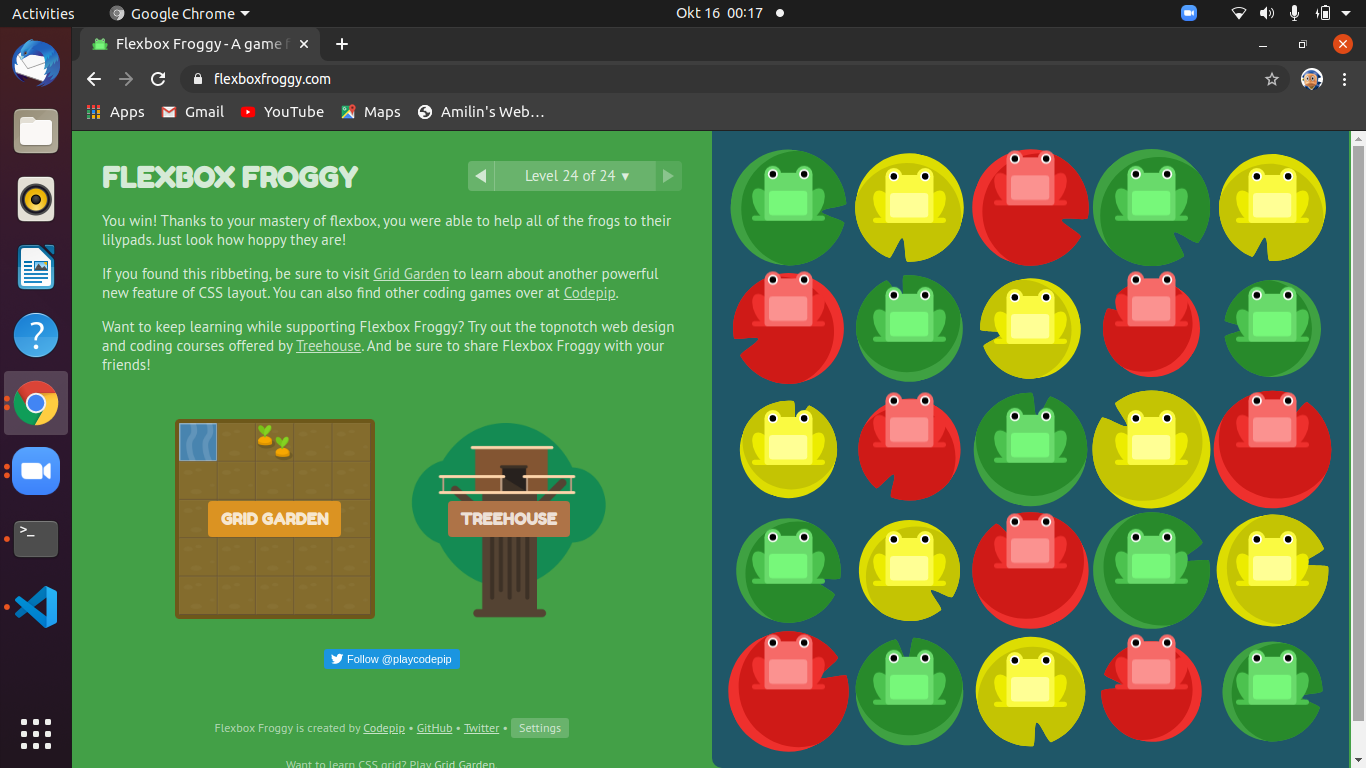 Activities
Google Chrome
Okt 16 00:17
Flexbox Froggy - A game f
flexboxfroggy.com
Apps
Gmail
YouTube
Maps
Amilin's Web…
FLEXBOX FROGGY
Level 24 of 24
You win! Thanks to your mastery of flexbox, you were able to help all of the frogs to their
lilypads. Just look how hoppy they are!
If you found this ribbeting, be sure to visit Grid Garden to learn about another powerful
new feature of CSS layout. You can also find other coding games over at Codepip.
Want to keep learning while supporting Flexbox Froggy? Try out the topnotch web design
and coding courses offered by Treehouse. And be sure to share Flexbox Froggy with your
friends!
GRID GARDEN
TREEHOUSE
Follow @playcodepip
Flexbox Froggy is created by Codepip • GitHub • Twitter • Settings
Want to learn CSS grid? Play Grid Garden.